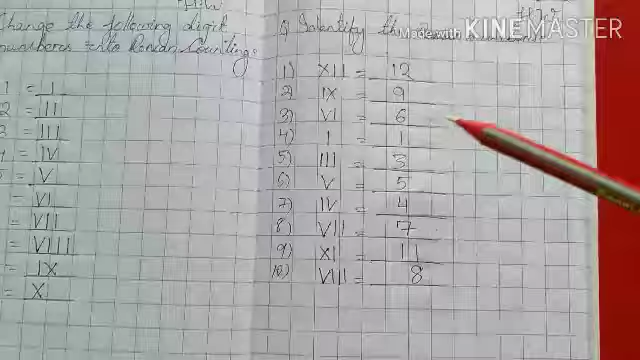 Change the following digit
numbers into Roman Counting.
1 = I
2 = III
3 = III
4 = IV
= V
= VI
= VII
= VIII
= IX
= X
Q Identify the
Made with KINEMASTER
1) XII = 12
2) IX = 9
3) VI = 6
4) I = 1
5) III = 3
6) V = 5
7) IV = 4
8) VII = 7
9) XI = 11
10) VIII = 8